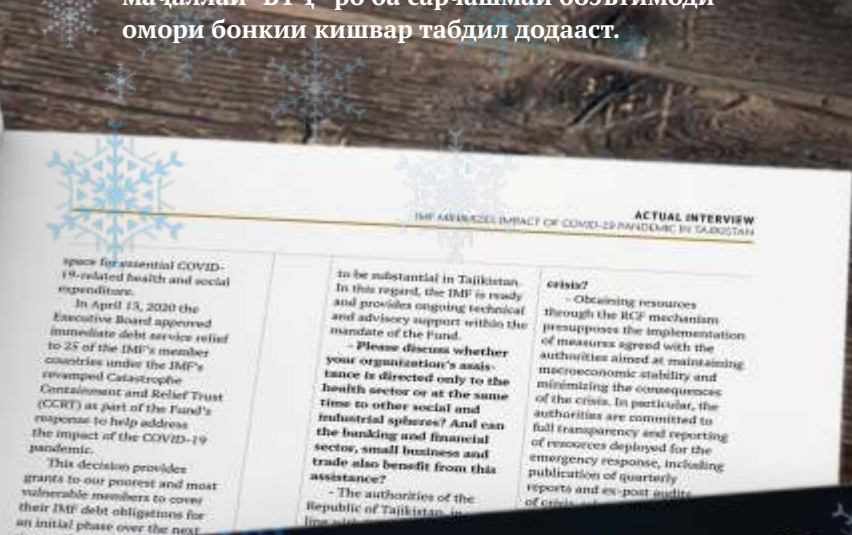 омори бонкии кишвар табдил додааст.
ACTUAL INTERVIEW
IMF MINIMIZES IMPACT OF COVID-19 PANDEMIC IN TAJIKISTAN
space for essential COVID-
19-related health and social
expenditure.
In April 13, 2020 the
Executive Board approved
immediate debt service relief
to 25 of the IMF's member
countries under the IMF's
revamped Catastrophe
Containment and Relief Trust
(CCRT) as part of the Fund's
response to help address
the impact of the COVID-19
pandemic.
This decision provides
grants to our poorest and most
vulnerable members to cover
their IMF debt obligations for
an initial phase over the next
to be substantial in Tajikistan.
In this regard, the IMF is ready
and provides ongoing technical
and advisory support within the
mandate of the Fund.
- Please discuss whether
your organization's assis-
tance is directed only to the
health sector or at the same
time to other social and
industrial spheres? And can
the banking and financial
sector, small business and
trade also benefit from this
assistance?
- The authorities of the
Republic of Tajikistan, in
crisis?
- Obtaining resources
through the RCF mechanism
presupposes the implementation
of measures agreed with the
authorities aimed at maintaining
macroeconomic stability and
minimizing the consequences
of the crisis. In particular, the
authorities are committed to
full transparency and reporting
of resources deployed for the
emergency response, including
publication of quarterly
reports and ex-post audits